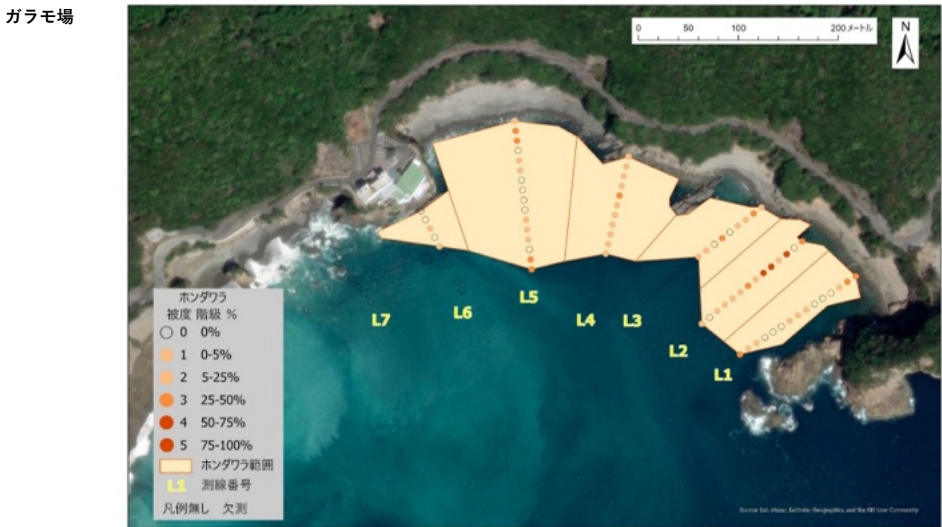 ガラモ場
0 50 100 200メートル
N
L5
L7
L6
L4
L3
L2
L1
ホンダワラ
被度 階級 %
0 0%
1 0-5%
2 5-25%
3 25-50%
4 50-75%
5 75-100%
ホンダワラ範囲
L1 測線番号
凡例無し 欠測
Source: Esri, Maxar, Earthstar Geographics, and the GIS User Community